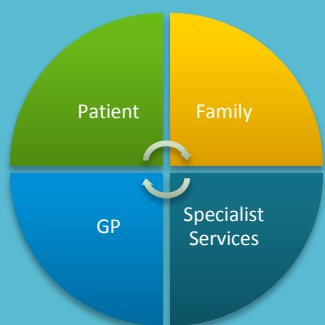 Patient
Family
GP
Specialist
Services